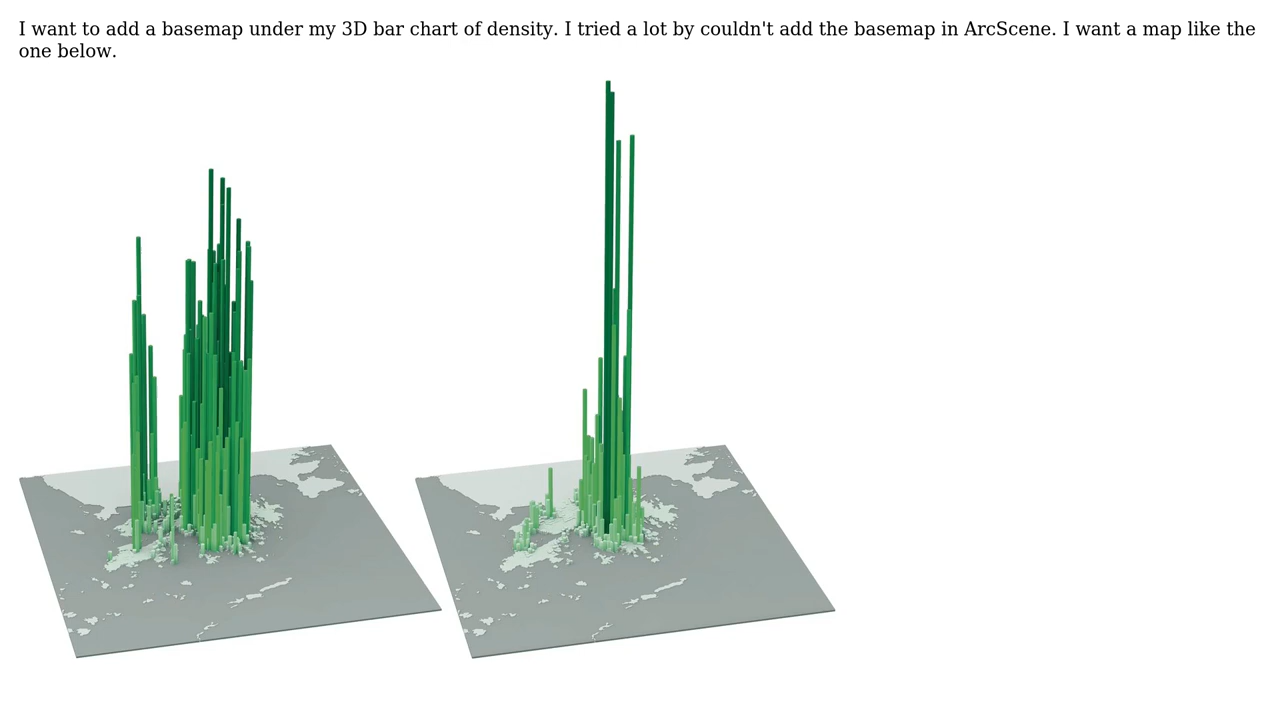 I want to add a basemap under my 3D bar chart of density. I tried a lot by couldn't add the basemap in ArcScene. I want a map like the
one below.